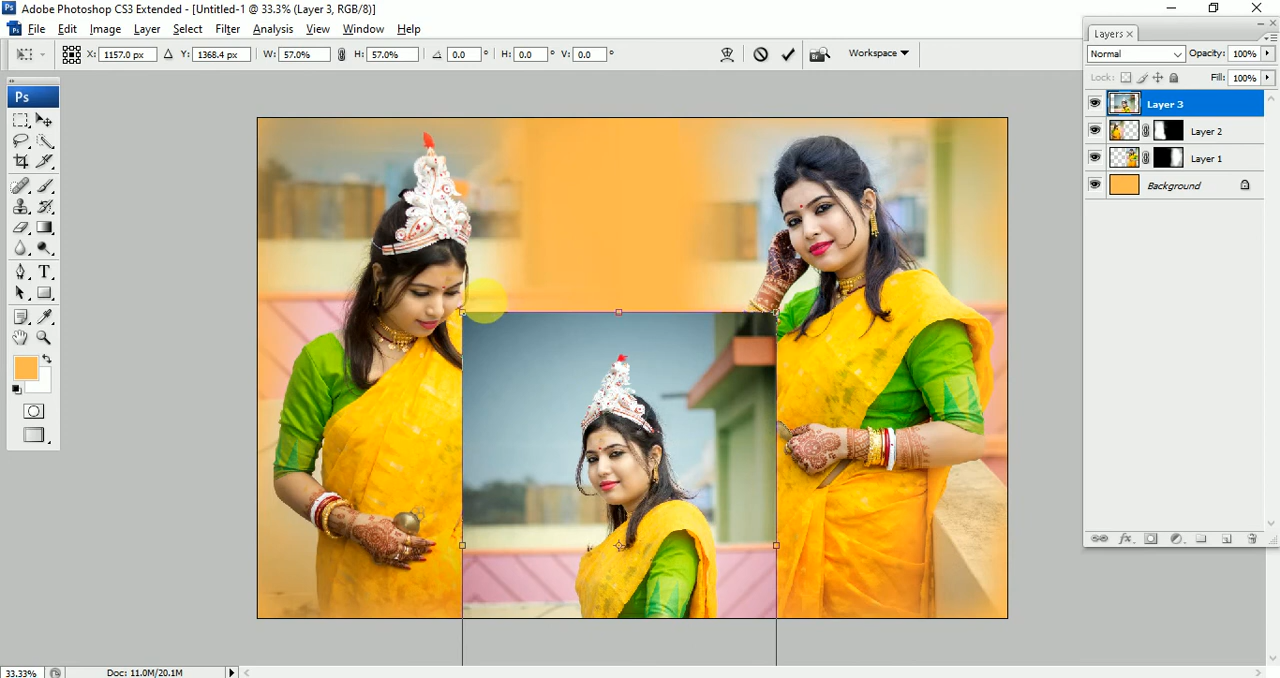 Adobe Photoshop CS3 Extended - [Untitled-1 @ 33.3% (Layer 3, RGB/8)]
File Edit Image Layer Select Filter Analysis View Window Help
X: 1157.0 px Y: 1368.4 px W: 57.0% H: 57.0% 0.0 ° H: 0.0 ° V: 0.0 ° Workspace
Layers x
Normal Opacity: 100%
Lock: Fill: 100%
Ps
Layer 3
Layer 2
Layer 1
Background
T
33.33% Doc: 11.0M/20.1M